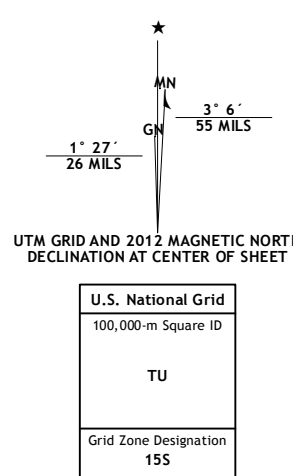 ★
MN
3° 6´
55 MILS
GN
1° 27´
26 MILS
UTM GRID AND 2012 MAGNETIC NORT
DECLINATION AT CENTER OF SHEET
U.S. National Grid
100,000-m Square ID
TU
Grid Zone Designation
15S